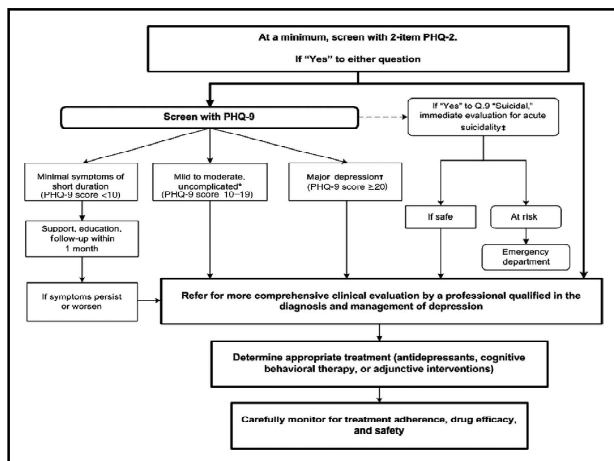 At a minimum, screen with 2-item PHQ-2.
If “Yes” to either question
Screen with PHQ-9
If “Yes” to Q.9 “Suicidal,”
immediate evaluation for acute
suicidality‡
Minimal symptoms of
short duration
(PHQ-9 score <10)
Mild to moderate,
uncomplicated*
(PHQ-9 score 10–19)
Major depression†
(PHQ-9 score ≥20)
Support, education,
follow-up within
1 month
If safe
At risk
Emergency
department
If symptoms persist
or worsen
Refer for more comprehensive clinical evaluation by a professional qualified in the
diagnosis and management of depression
Determine appropriate treatment (antidepressants, cognitive
behavioral therapy, or adjunctive interventions)
Carefully monitor for treatment adherence, drug efficacy,
and safety